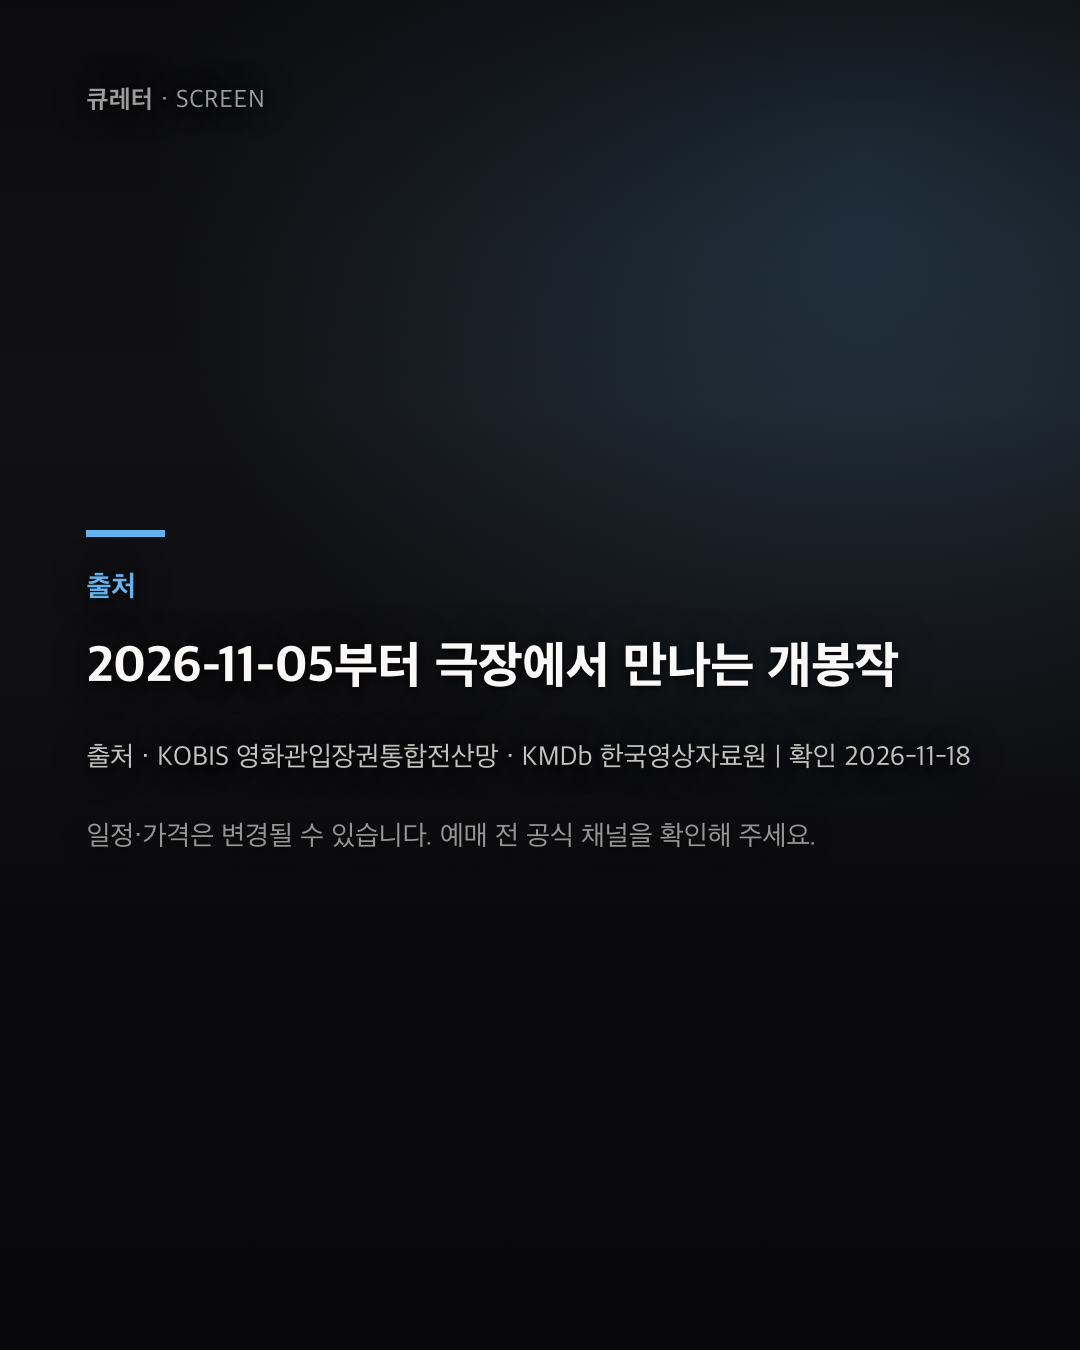 큐레터 · SCREEN
출처
2026-11-05부터 극장에서 만나는 개봉작
출처 · KOBIS 영화관입장권통합전산망 · KMDb 한국영상자료원 | 확인 2026-11-18
일정·가격은 변경될 수 있습니다. 예매 전 공식 채널을 확인해 주세요.